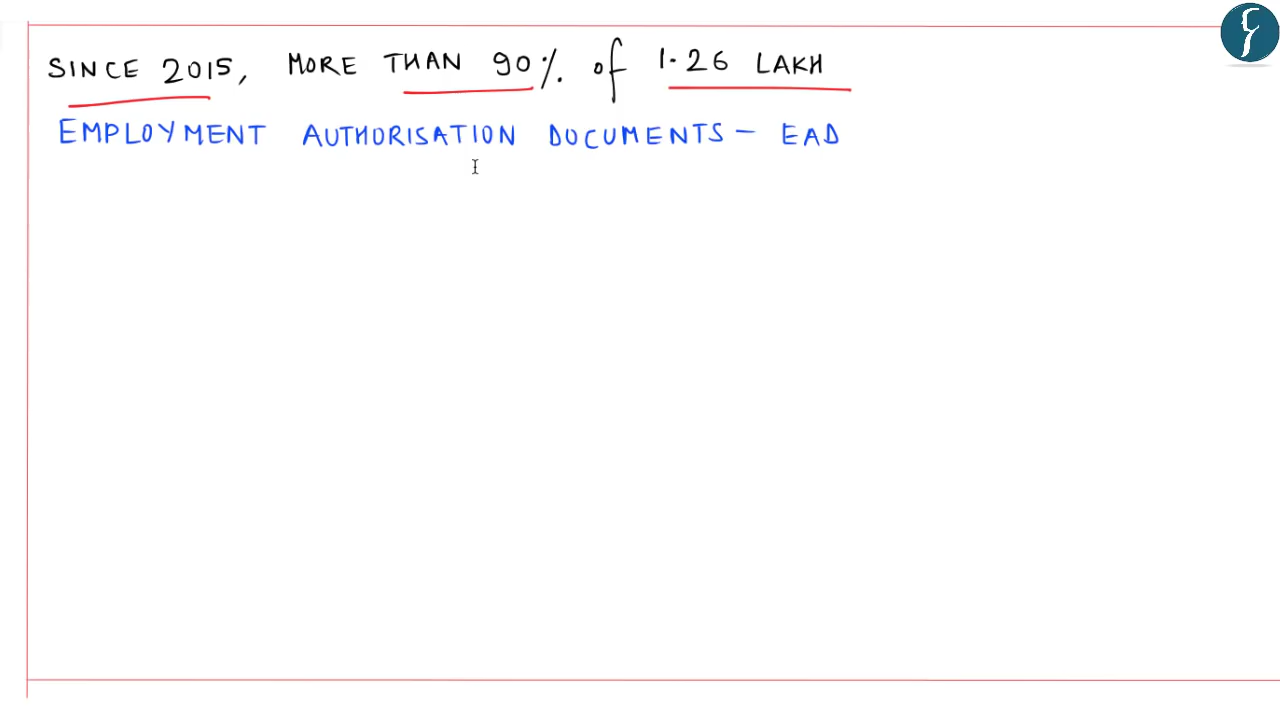 SINCE 2015, MORE THAN 90% of 1.26 LAKH
EMPLOYMENT AUTHORISATION DOCUMENTS - EAD